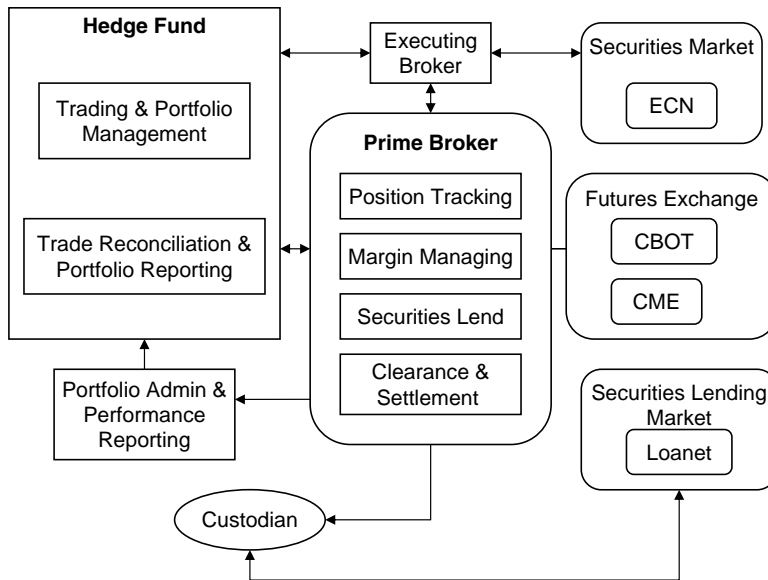 Hedge Fund
Trading & Portfolio
Management
Trade Reconciliation &
Portfolio Reporting
Executing
Broker
Securities Market
ECN
Prime Broker
Position Tracking
Margin Managing
Securities Lend
Clearance &
Settlement
Futures Exchange
CBOT
CME
Portfolio Admin &
Performance
Reporting
Securities Lending
Market
Loanet
Custodian